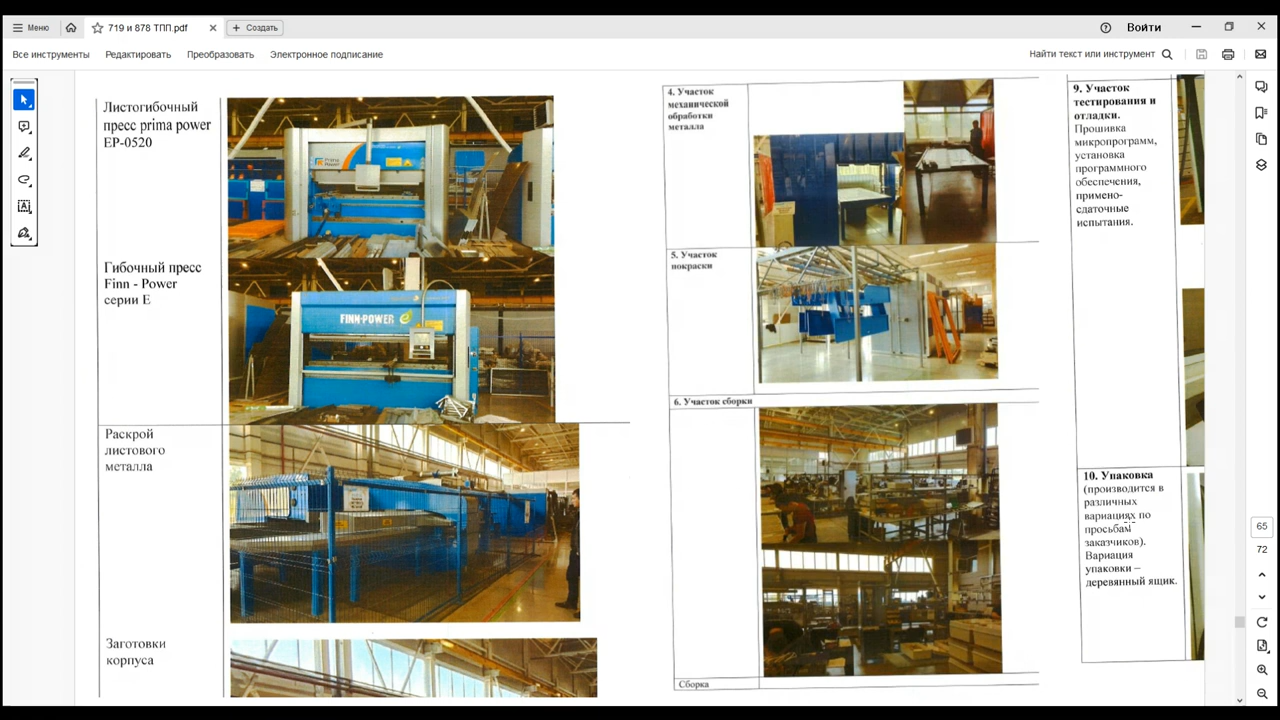 Меню
719 и 878 ТПП.pdf
Создать
Войти
Все инструменты
Редактировать
Преобразовать
Электронное подписание
Найти текст или инструмент
Листогибочный
пресс prima power
EP-0520
Prima
Power
Гибочный пресс
Finn - Power
серии E
FINN-POWER e
Раскрой
листового
металла
Заготовки
корпуса
4. Участок
механической
обработки
металла
5. Участок
покраски
6. Участок сборки
Сборка
9. Участок
тестирования и
отладки.
Прошивка
микропрограмм,
установка
программного
обеспечения,
примено-
сдаточные
испытания.
10. Упаковка
(производится в
различных
вариациях по
просьбам
заказчиков).
Вариация
упаковки –
деревянный ящик.
65
72